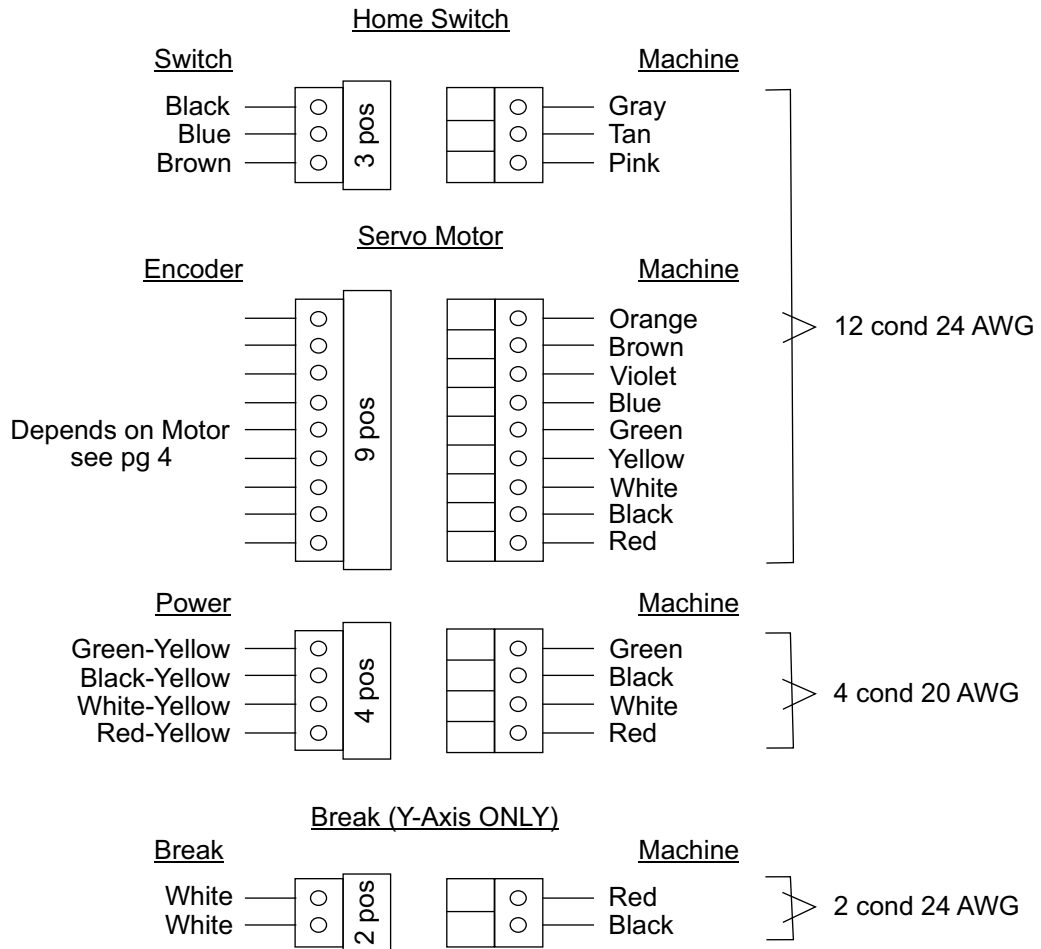 Home Switch
Switch
Machine
Black
Blue
Brown
3 pos
Gray
Tan
Pink
Servo Motor
Encoder
Machine
Depends on Motor
see pg 4
9 pos
Orange
Brown
Violet
Blue
Green
Yellow
White
Black
Red
12 cond 24 AWG
Power
Machine
Green-Yellow
Black-Yellow
White-Yellow
Red-Yellow
4 pos
Green
Black
White
Red
4 cond 20 AWG
Break (Y-Axis ONLY)
Break
Machine
White
White
2 pos
Red
Black
2 cond 24 AWG